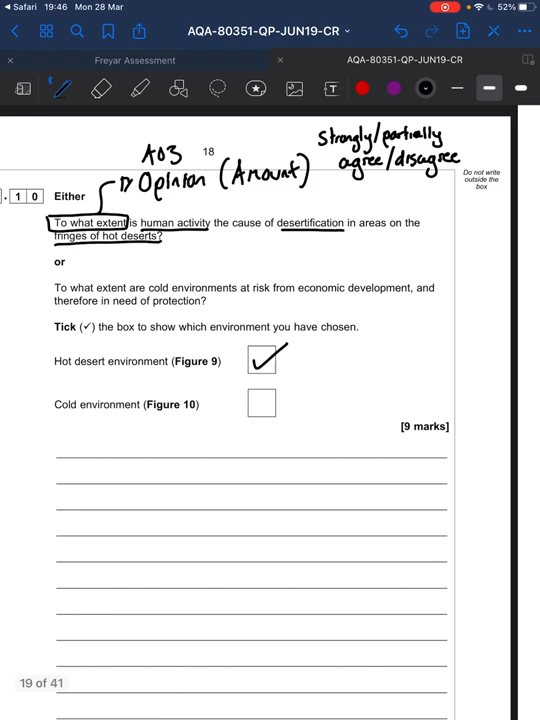 Safari 19:46 Mon 28 Mar 52%
AQA-80351-QP-JUN19-CR
Freyar Assessment
AQA-80351-QP-JUN19-CR
strongly/partially
A03 18
agree/disagree
Opinion (Amount)
Do not write
outside the
box
. 1 0 Either
To what extent is human activity the cause of desertification in areas on the
fringes of hot deserts?
or
To what extent are cold environments at risk from economic development, and
therefore in need of protection?
Tick (✓) the box to show which environment you have chosen.
Hot desert environment (Figure 9) ✓
Cold environment (Figure 10)
[9 marks]
19 of 41